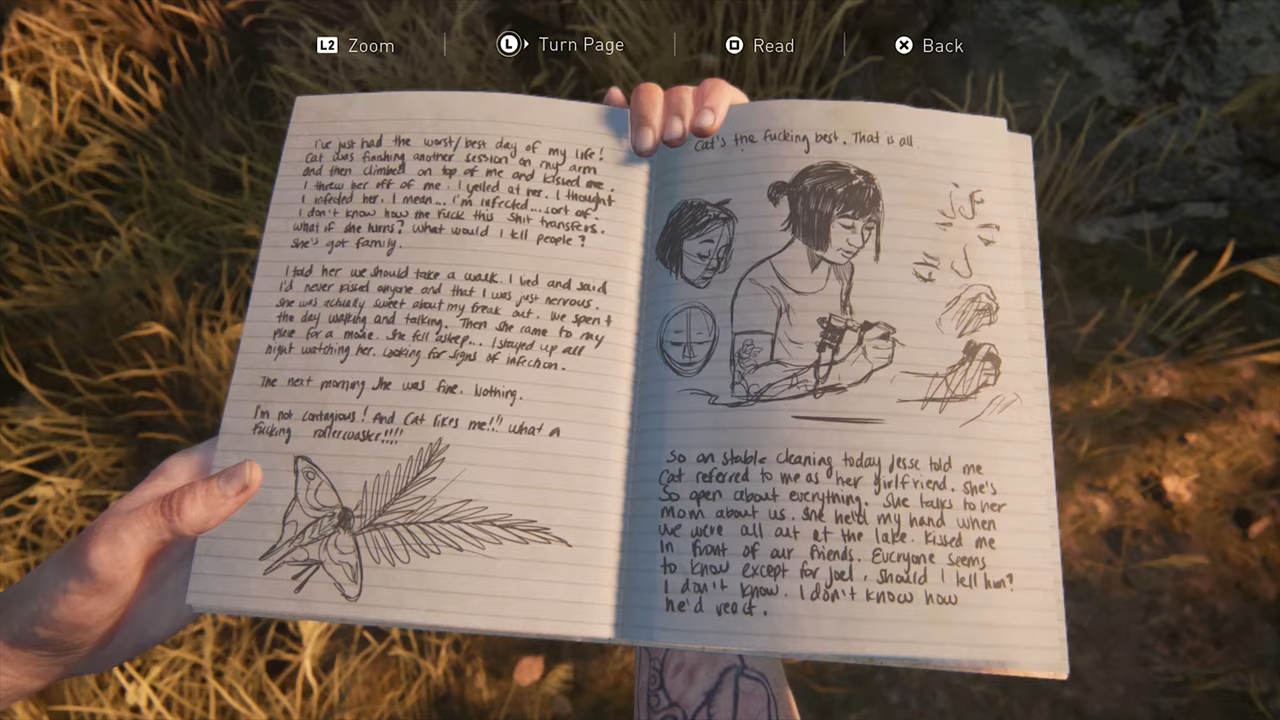 L2 Zoom
L Turn Page
Read
Back
I've just had the worst/best day of my life!
Cat was finishing another session on my arm
and then climbed on top of me and kissed me.
I threw her off of me. I yelled at her. I thought
I infected her. I mean... I'm infected... sort of.
I don't know how the fuck this shit transfers.
What if she turns? What would I tell people?
She's got family.
I told her we should take a walk. I lied and said
I'd never kissed anyone and that I was just nervous.
She was actually sweet about my freak out. We spent
the day walking and talking. Then she came to my
place for a movie. She fell asleep... I stayed up all
night watching her. Looking for signs of infection.
The next morning she was fine. Nothing.
I'm not contagious! And Cat likes me!!! What a
fucking rollercoaster!!!!
Cat's the fucking best. That is all.
So on stable cleaning today Jesse told me
Cat referred to me as her girlfriend. She's
so open about everything. She talks to her
mom about us. She held my hand when
we were all out at the lake. Kissed me
in front of our friends. Everyone seems
to know except for Joel. Should I tell him?
I don't know. I don't know how
he'd react.